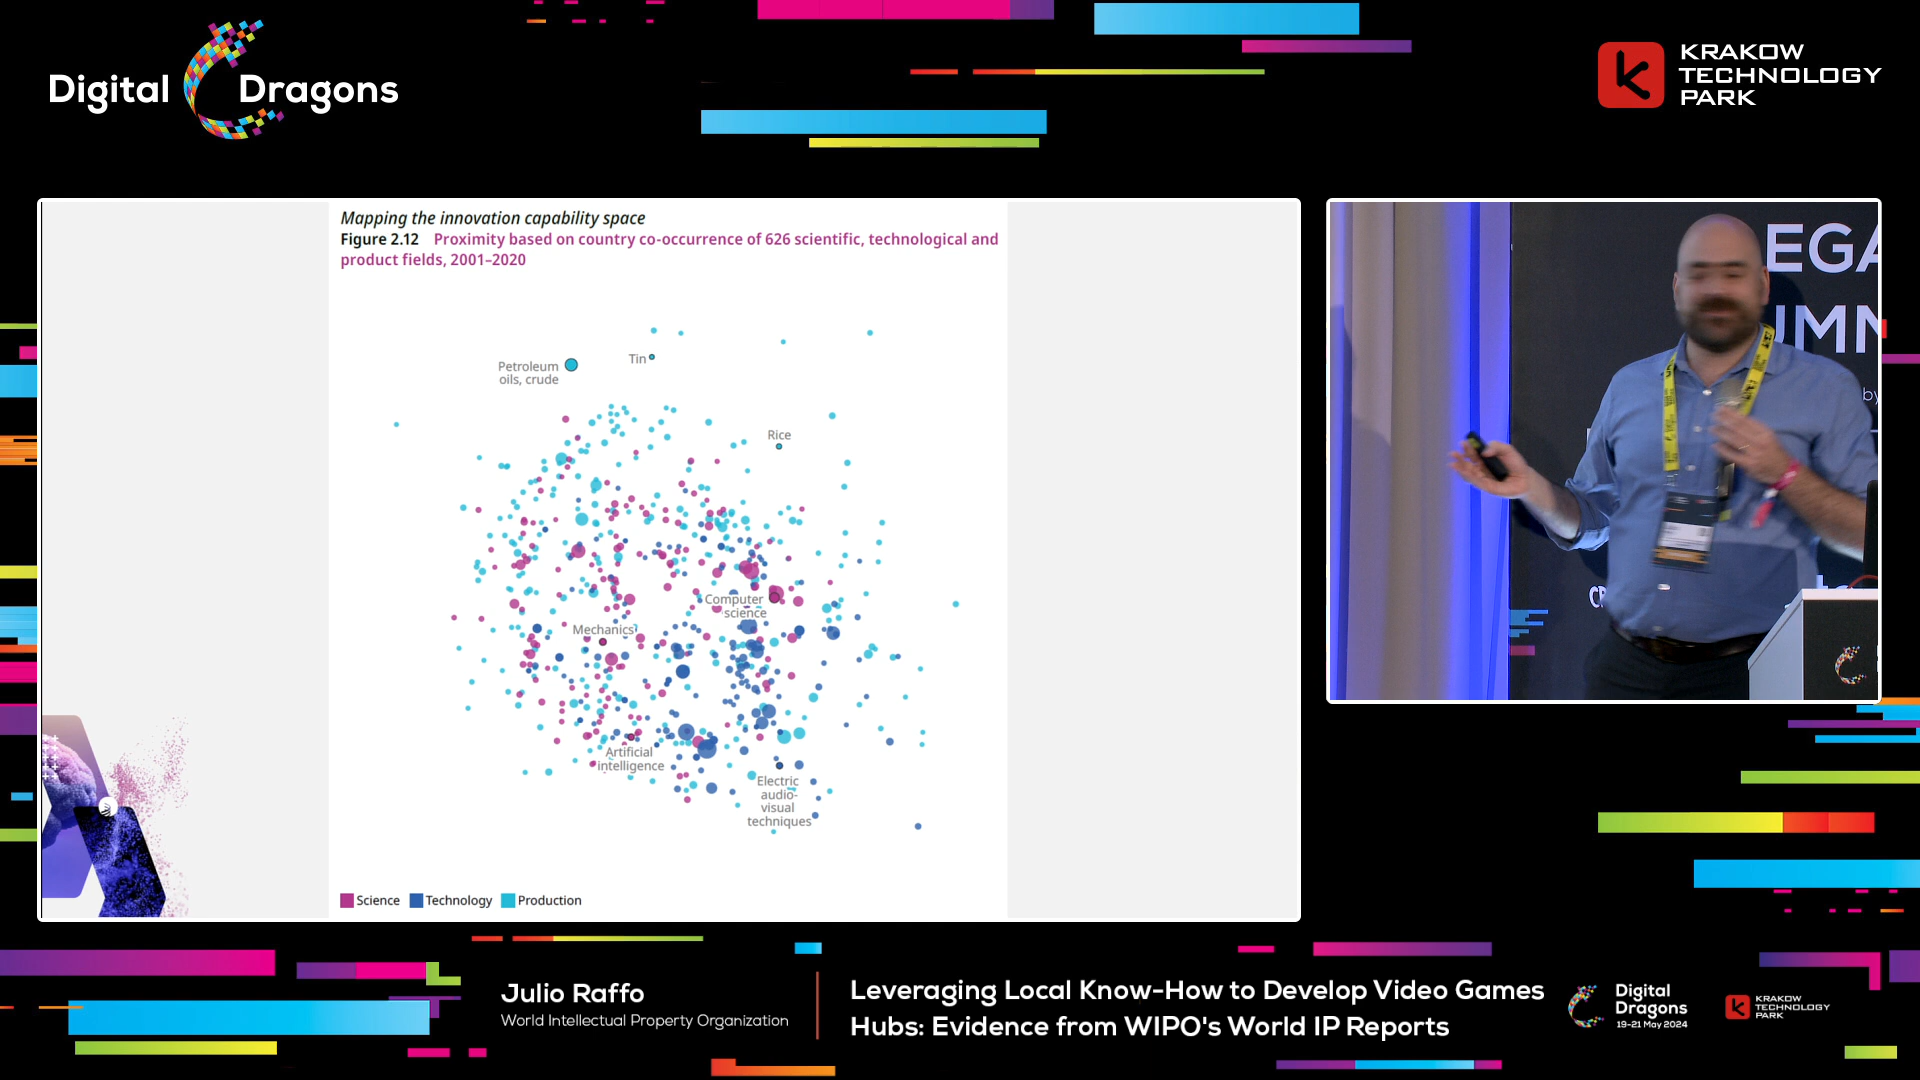 Digital Dragons
KRAKOW
TECHNOLOGY
PARK
Mapping the innovation capability space
Figure 2.12 Proximity based on country co-occurrence of 626 scientific, technological and
product fields, 2001–2020
Petroleum
oils, crude
Tin
Rice
Computer
science
Mechanics
Artificial
intelligence
Electric
audio-
visual
techniques
Science
Technology
Production
EGA
UMM
by
Julio Raffo
World Intellectual Property Organization
Leveraging Local Know-How to Develop Video Games
Hubs: Evidence from WIPO's World IP Reports
Digital
Dragons
19-21 May 2024
KRAKOW
TECHNOLOGY
PARK